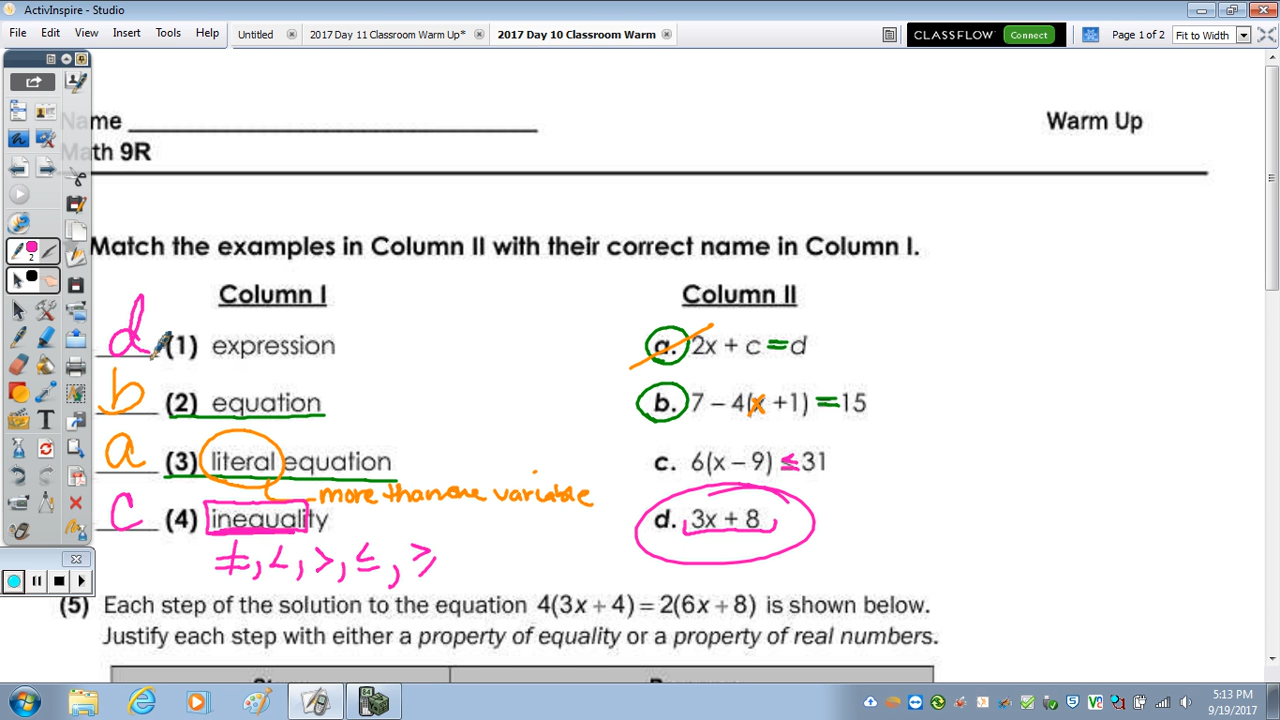 ActivInspire - Studio
File Edit View Insert Tools Help Untitled 2017 Day 11 Classroom Warm Up* 2017 Day 10 Classroom Warm CLASSFLOW Connect Page 1 of 2 Fit to Width
Name Warm Up
Math 9R
Match the examples in Column II with their correct name in Column I.
Column I Column II
d (1) expression a. 2x + c = d
b (2) equation b. 7 – 4(x + 1) = 15
a (3) literal equation c. 6(x – 9) ≤ 31
more than one variable
c (4) inequality d. 3x + 8
≠, <, >, ≤, ≥
(5) Each step of the solution to the equation 4(3x + 4) = 2(6x + 8) is shown below.
Justify each step with either a property of equality or a property of real numbers.
5:13 PM
9/19/2017